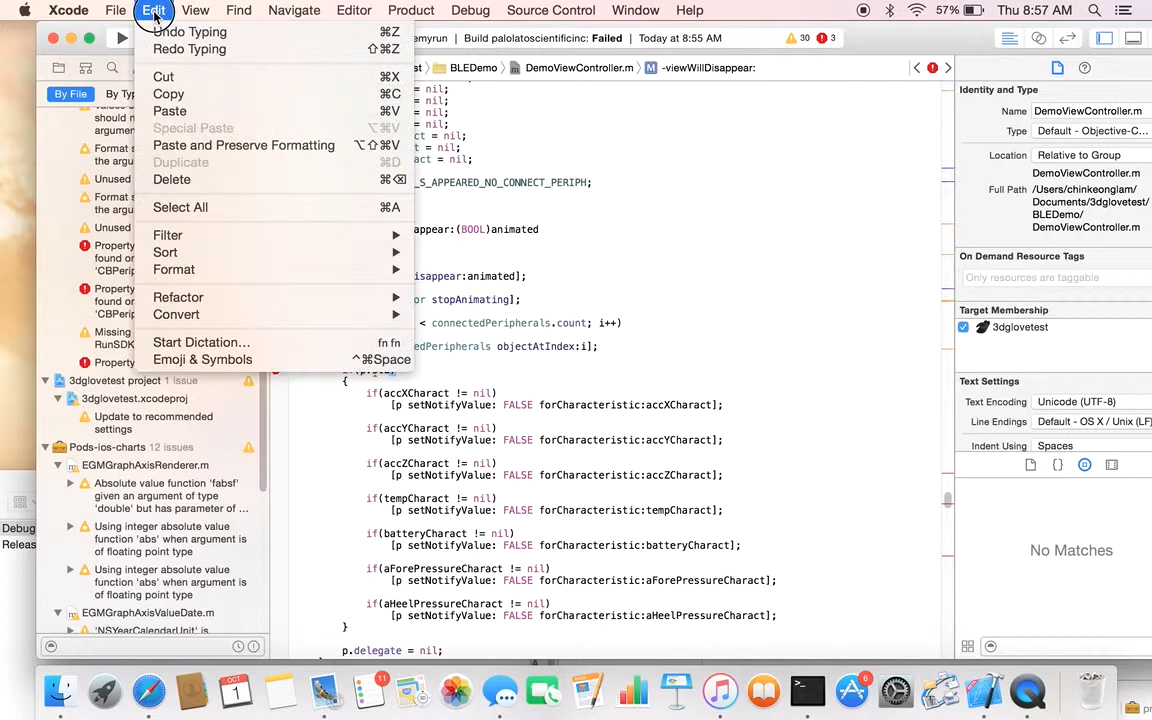 Xcode File Edit View Find Navigate Editor Product Debug Source Control Window Help 57% Thu 8:57 AM
emyrun Build palolatoscientificinc: Failed Today at 8:55 AM 30 3
BLEDemo DemoViewController.m M -viewWillDisappear:
By File
Undo Typing ⌘Z
Redo Typing ⇧⌘Z
Cut ⌘X
Copy ⌘C
Paste ⌘V
Special Paste ⌥⌘V
Paste and Preserve Formatting ⌥⇧⌘V
Duplicate ⌘D
Delete ⌘⌫
Select All ⌘A
Filter
Sort
Format
Refactor
Convert
Start Dictation... fn fn
Emoji & Symbols ^⌘Space
should n
argumen
Format s
the argu
Unused
Format s
the argu
Unused
Property
found o
'CBPerip
Property
found o
'CBPerip
Missing
RunSDK
Property
3dglovetest project 1 issue
3dglovetest.xcodeproj
Update to recommended
settings
Pods-ios-charts 12 issues
EGMGraphAxisRenderer.m
Absolute value function 'fabsf'
given an argument of type
'double' but has parameter of ...
Using integer absolute value
function 'abs' when argument is
of floating point type
Using integer absolute value
function 'abs' when argument is
of floating point type
EGMGraphAxisValueDate.m
'NSYearCalendarUnit' is
= nil;
= nil;
= nil;
= nil;
ct = nil;
t = nil;
act = nil;
S_APPEARED_NO_CONNECT_PERIPH;
appear:(BOOL)animated
isappear:animated];
or stopAnimating];
< connectedPeripherals.count; i++)
edPeripherals objectAtIndex:i];
{
if(accXCharact != nil)
[p setNotifyValue: FALSE forCharacteristic:accXCharact];
if(accYCharact != nil)
[p setNotifyValue: FALSE forCharacteristic:accYCharact];
if(accZCharact != nil)
[p setNotifyValue: FALSE forCharacteristic:accZCharact];
if(tempCharact != nil)
[p setNotifyValue: FALSE forCharacteristic:tempCharact];
if(batteryCharact != nil)
[p setNotifyValue: FALSE forCharacteristic:batteryCharact];
if(aForePressureCharact != nil)
[p setNotifyValue: FALSE forCharacteristic:aForePressureCharact];
if(aHeelPressureCharact != nil)
[p setNotifyValue: FALSE forCharacteristic:aHeelPressureCharact];
}
p.delegate = nil;
Identity and Type
Name DemoViewController.m
Type Default - Objective-C...
Location Relative to Group
DemoViewController.m
Full Path /Users/chinkeonglam/
Documents/3dglovetest/
BLEDemo/
DemoViewController.m
On Demand Resource Tags
Only resources are taggable
Target Membership
3dglovetest
Text Settings
Text Encoding Unicode (UTF-8)
Line Endings Default - OS X / Unix (LF)
Indent Using Spaces
No Matches
Debug
Releas
OCT
1
11
6